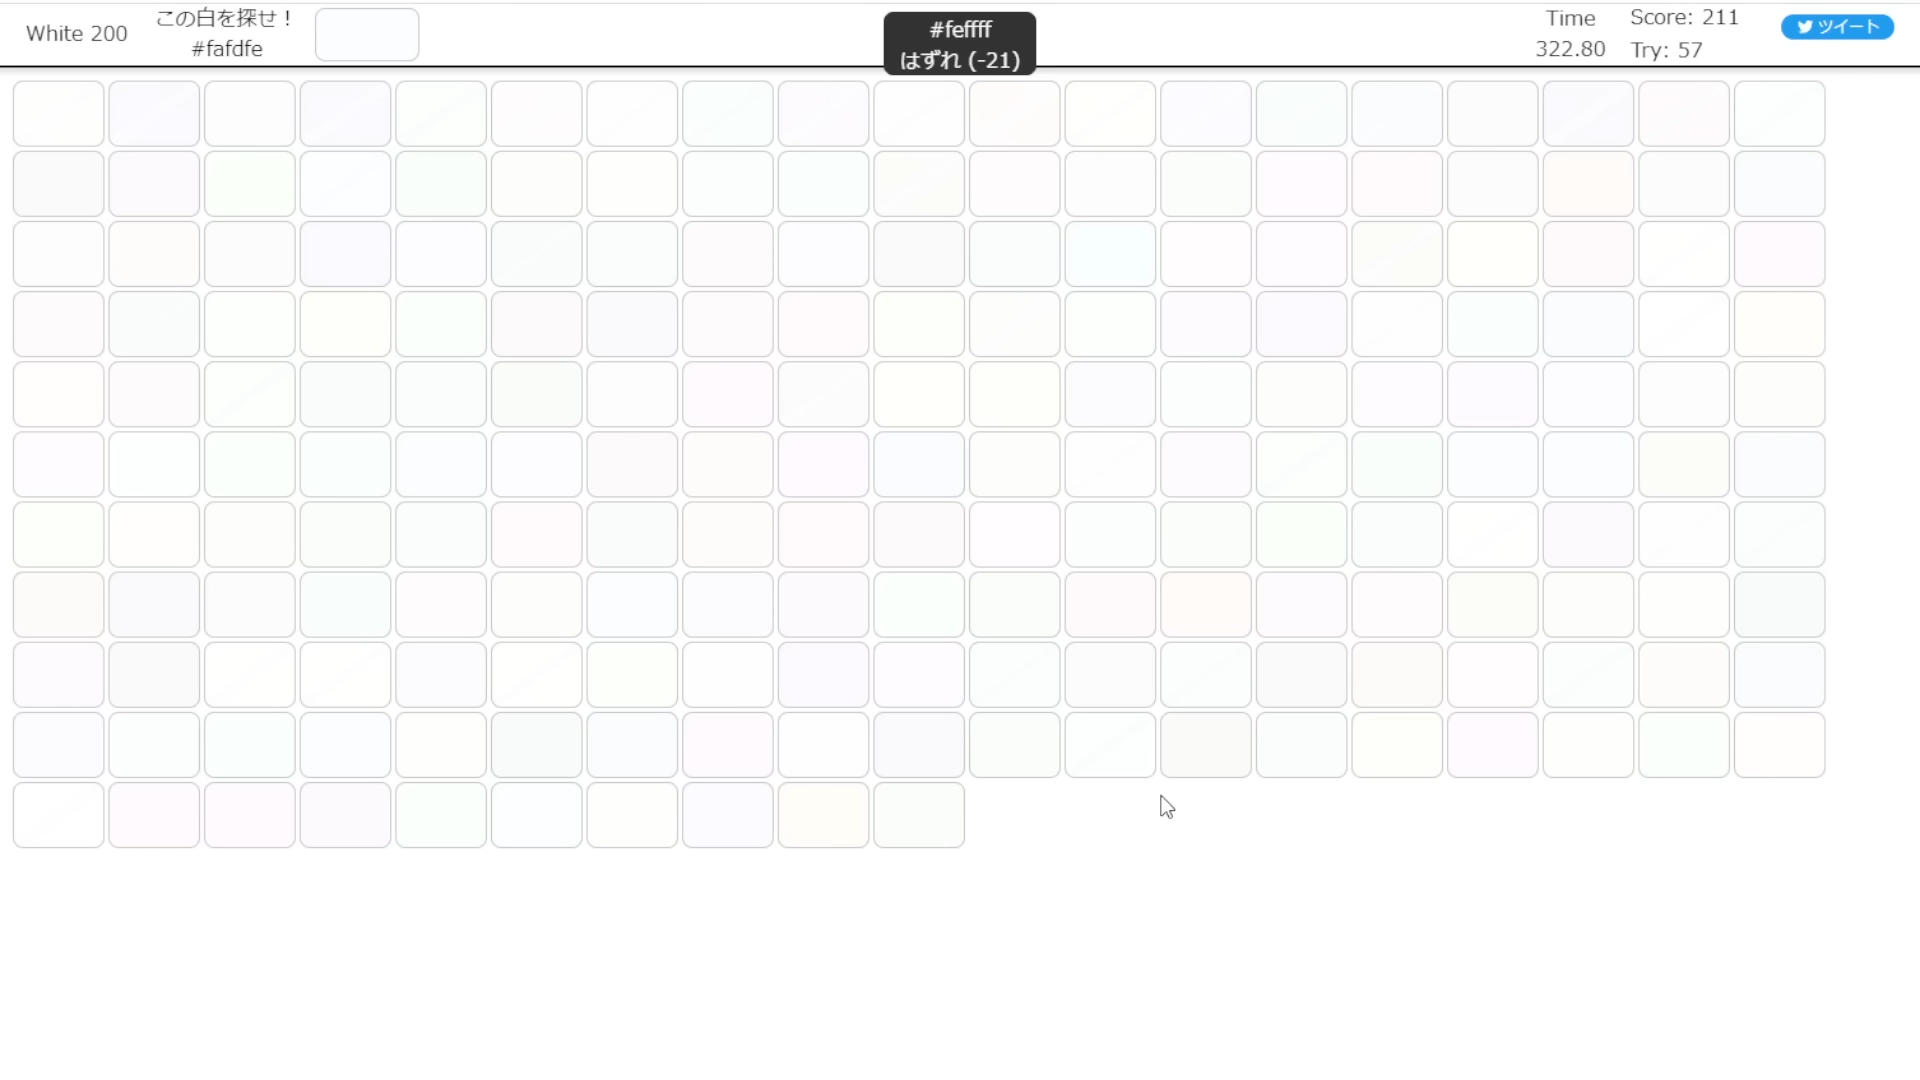 White 200
この白を探せ！
#fafdfe
#feffff
はずれ (-21)
Time
322.80
Score: 211
Try: 57
ツイート